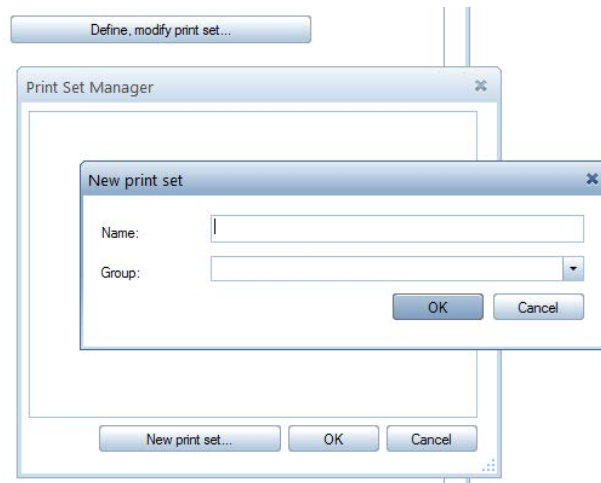 Define, modify print set...
Print Set Manager
New print set
Name:
Group:
OK Cancel
New print set... OK Cancel